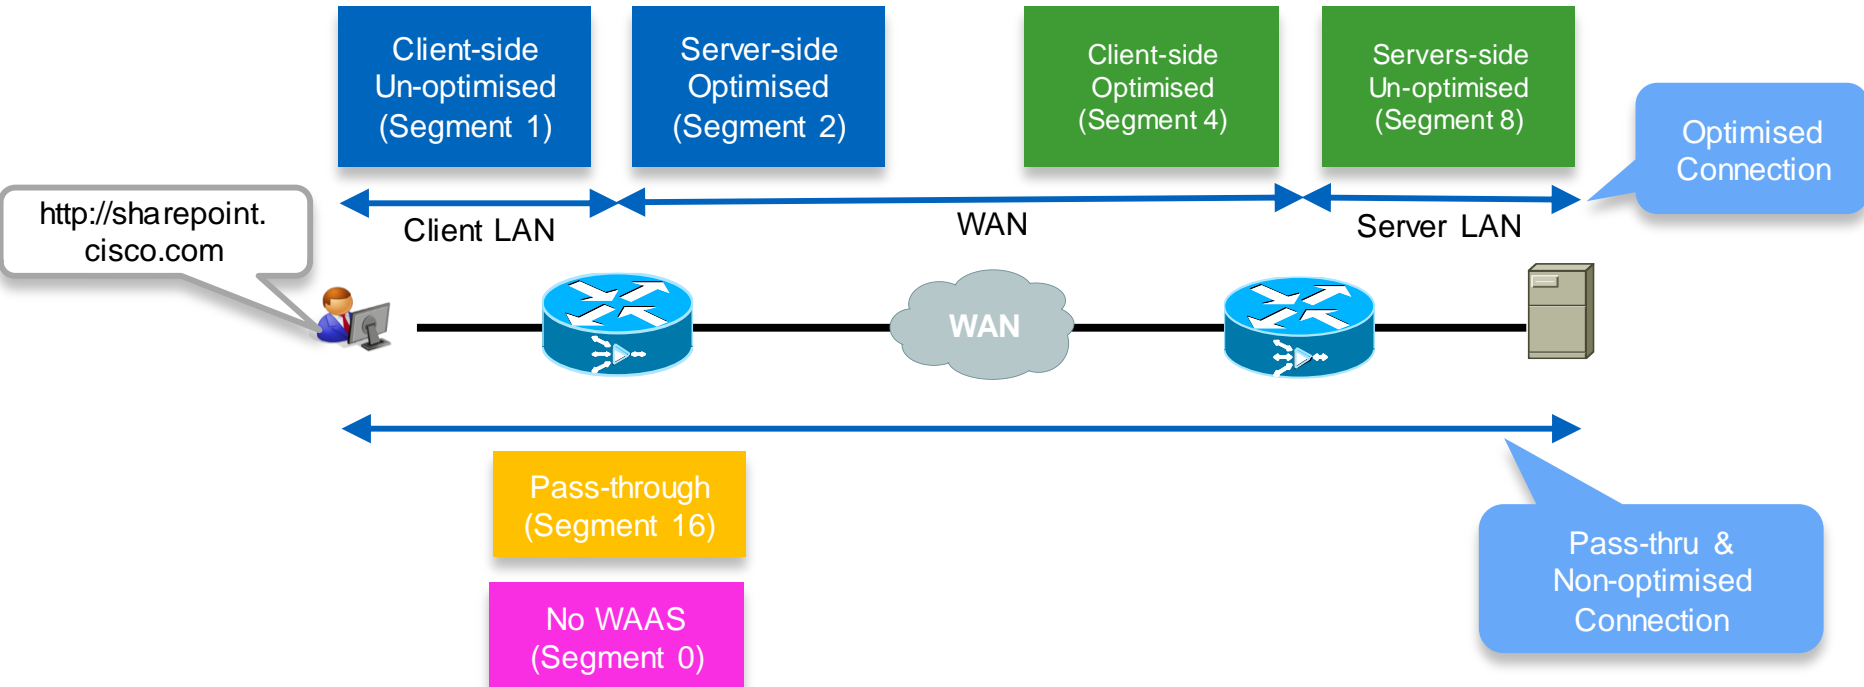 Client-side
Un-optimised
(Segment 1)
Server-side
Optimised
(Segment 2)
Client-side
Optimised
(Segment 4)
Servers-side
Un-optimised
(Segment 8)
Optimised
Connection
http://sharepoint.
cisco.com
Client LAN
WAN
Server LAN
WAN
Pass-through
(Segment 16)
No WAAS
(Segment 0)
Pass-thru &
Non-optimised
Connection